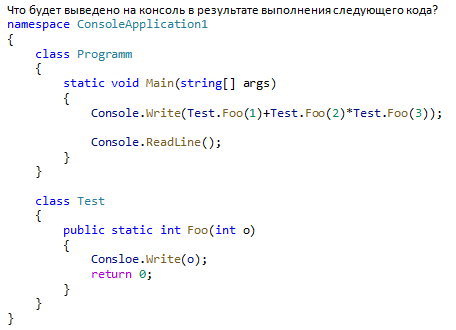 Что будет выведено на консоль в результате выполнения следующего кода?
namespace ConsoleApplication1
{
    class Programm
    {
        static void Main(string[] args)
        {
            Console.Write(Test.Foo(1)+Test.Foo(2)*Test.Foo(3));

            Console.ReadLine();
        }
    }

    class Test
    {
        public static int Foo(int o)
        {
            Consloe.Write(o);
            return 0;
        }
    }
}